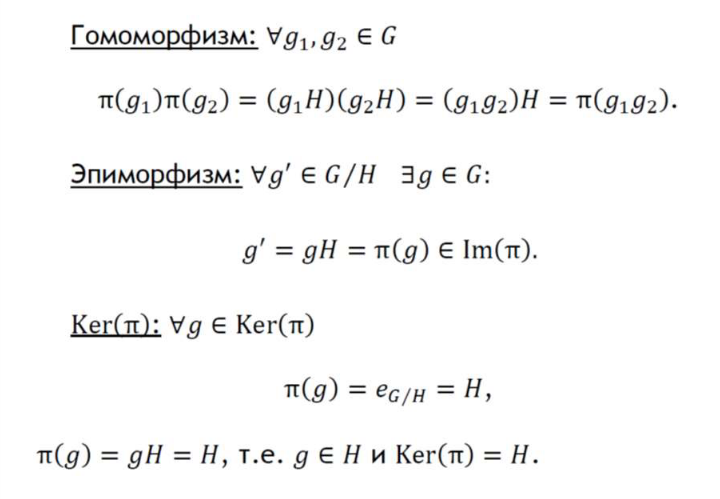 Гомоморфизм: ∀g₁, g₂ ∈ G
π(g₁)π(g₂) = (g₁H)(g₂H) = (g₁g₂)H = π(g₁g₂).
Эпиморфизм: ∀g′ ∈ G/H ∃g ∈ G:
g′ = gH = π(g) ∈ Im(π).
Ker(π): ∀g ∈ Ker(π)
π(g) = e_{G/H} = H,
π(g) = gH = H, т.е. g ∈ H и Ker(π) = H.